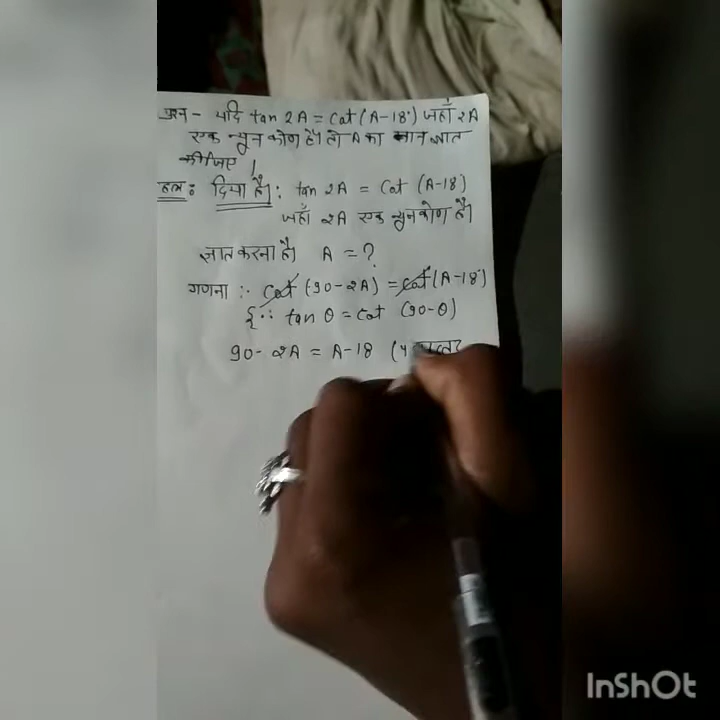 प्रश्न - यदि tan 2A = Cot (A-18°) जहाँ 2A
एक न्यून कोण है। तो A का मान ज्ञात
कीजिए।
हल: दिया है। : tan 2A = Cot (A-18)
जहाँ 2A एक न्यूनकोण है।
ज्ञात करना है। A = ?
गणना :- Cot (90-2A) = Cot (A-18°)
{∵ tan θ = Cot (90-θ)
90-2A = A-18
InShOt